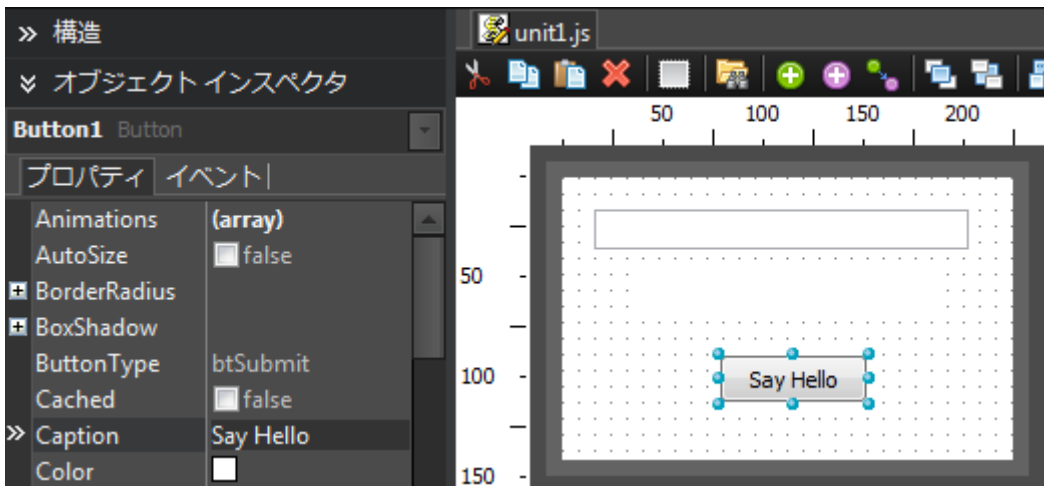 構造
オブジェクト インスペクタ
Button1 Button
プロパティ イベント
Animations (array)
AutoSize false
BorderRadius
BoxShadow
ButtonType btSubmit
Cached false
Caption Say Hello
Color
unit1.js
50 100 150 200
50
100
150
Say Hello